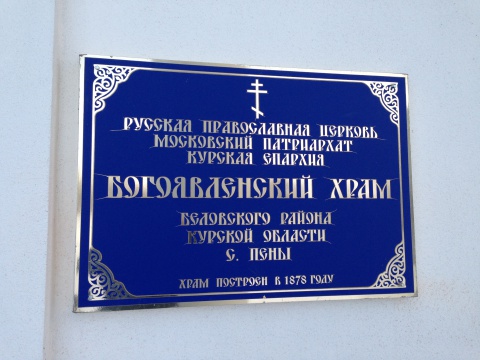 РУССКАЯ ПРАВОСЛАВНАЯ ЦЕРКОВЬ
МОСКОВСКИЙ ПАТРИАРХАТ
КУРСКАЯ ЕПАРХИЯ
БОГОЯВЛЕНСКИЙ ХРАМ
БЕЛОВСКОГО РАЙОНА
КУРСКОЙ ОБЛАСТИ
С. ПЕНЫ
ХРАМ ПОСТРОЕН В 1878 ГОДУ